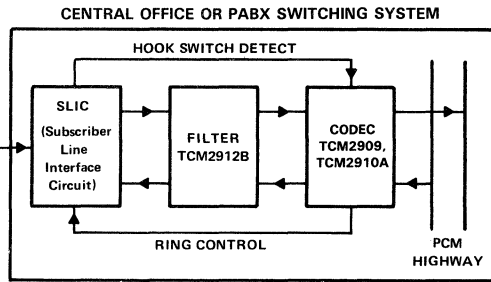 CENTRAL OFFICE OR PABX SWITCHING SYSTEM
HOOK SWITCH DETECT
SLIC
(Subscriber
Line
Interface
Circuit)
FILTER
TCM2912B
CODEC
TCM2909,
TCM2910A
RING CONTROL
PCM
HIGHWAY